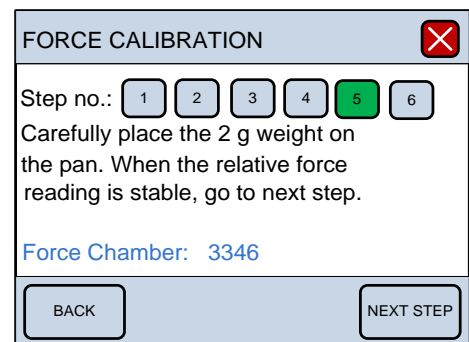 FORCE CALIBRATION
Step no.: 1 2 3 4 5 6
Carefully place the 2 g weight on
the pan. When the relative force
reading is stable, go to next step.
Force Chamber: 3346
BACK NEXT STEP